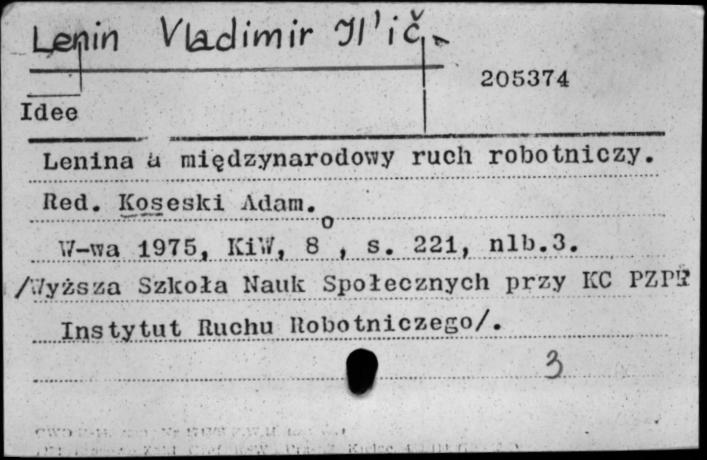 Lenin Vladimir Il'ič.
205374
Idee
Lenina a międzynarodowy ruch robotniczy.
Red. Koseski Adam.
W-wa 1975, KiW, 8°, s. 221, nlb.3.
/Wyższa Szkoła Nauk Społecznych przy KC PZPR
Instytut Ruchu Robotniczego/.
3